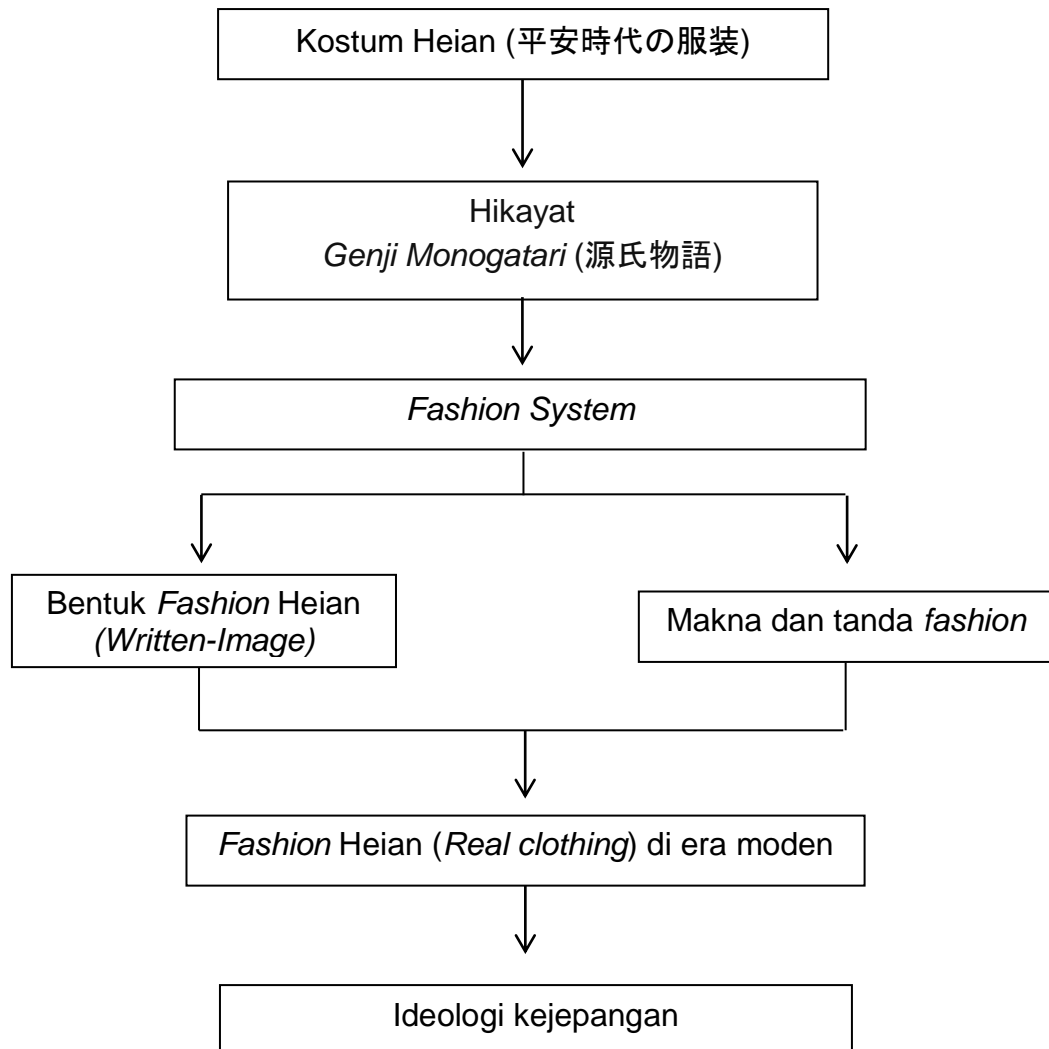 Kostum Heian (平安時代の服装)
Hikayat
Genji Monogatari (源氏物語)
Fashion System
Bentuk Fashion Heian
(Written-Image)
Makna dan tanda fashion
Fashion Heian (Real clothing) di era moden
Ideologi kejepangan